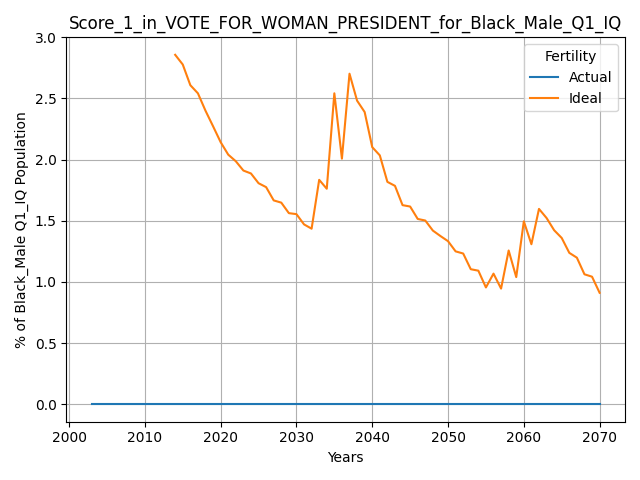 Score_1_in_VOTE_FOR_WOMAN_PRESIDENT_for_Black_Male_Q1_IQ
Fertility
Actual
Ideal
% of Black_Male Q1_IQ Population
3.0
2.5
2.0
1.5
1.0
0.5
0.0
2000 2010 2020 2030 2040 2050 2060 2070
Years